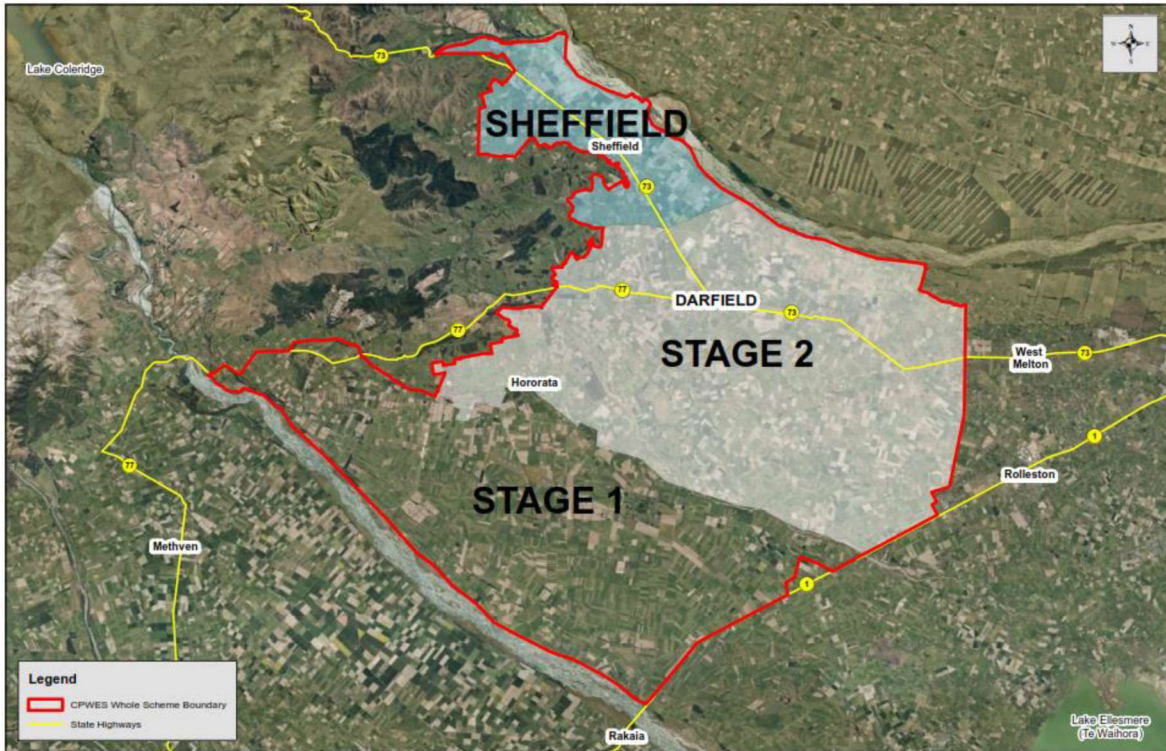 N
W E
S
73
Lake Coleridge
73
SHEFFIELD
Sheffield
73
77
DARFIELD
73
77
STAGE 2
West
Melton
73
Hororata
1
77
Rolleston
STAGE 1
Methven
1
Legend
CPWES Whole Scheme Boundary
State Highways
Rakaia
Lake Ellesmere
(Te Waihora)